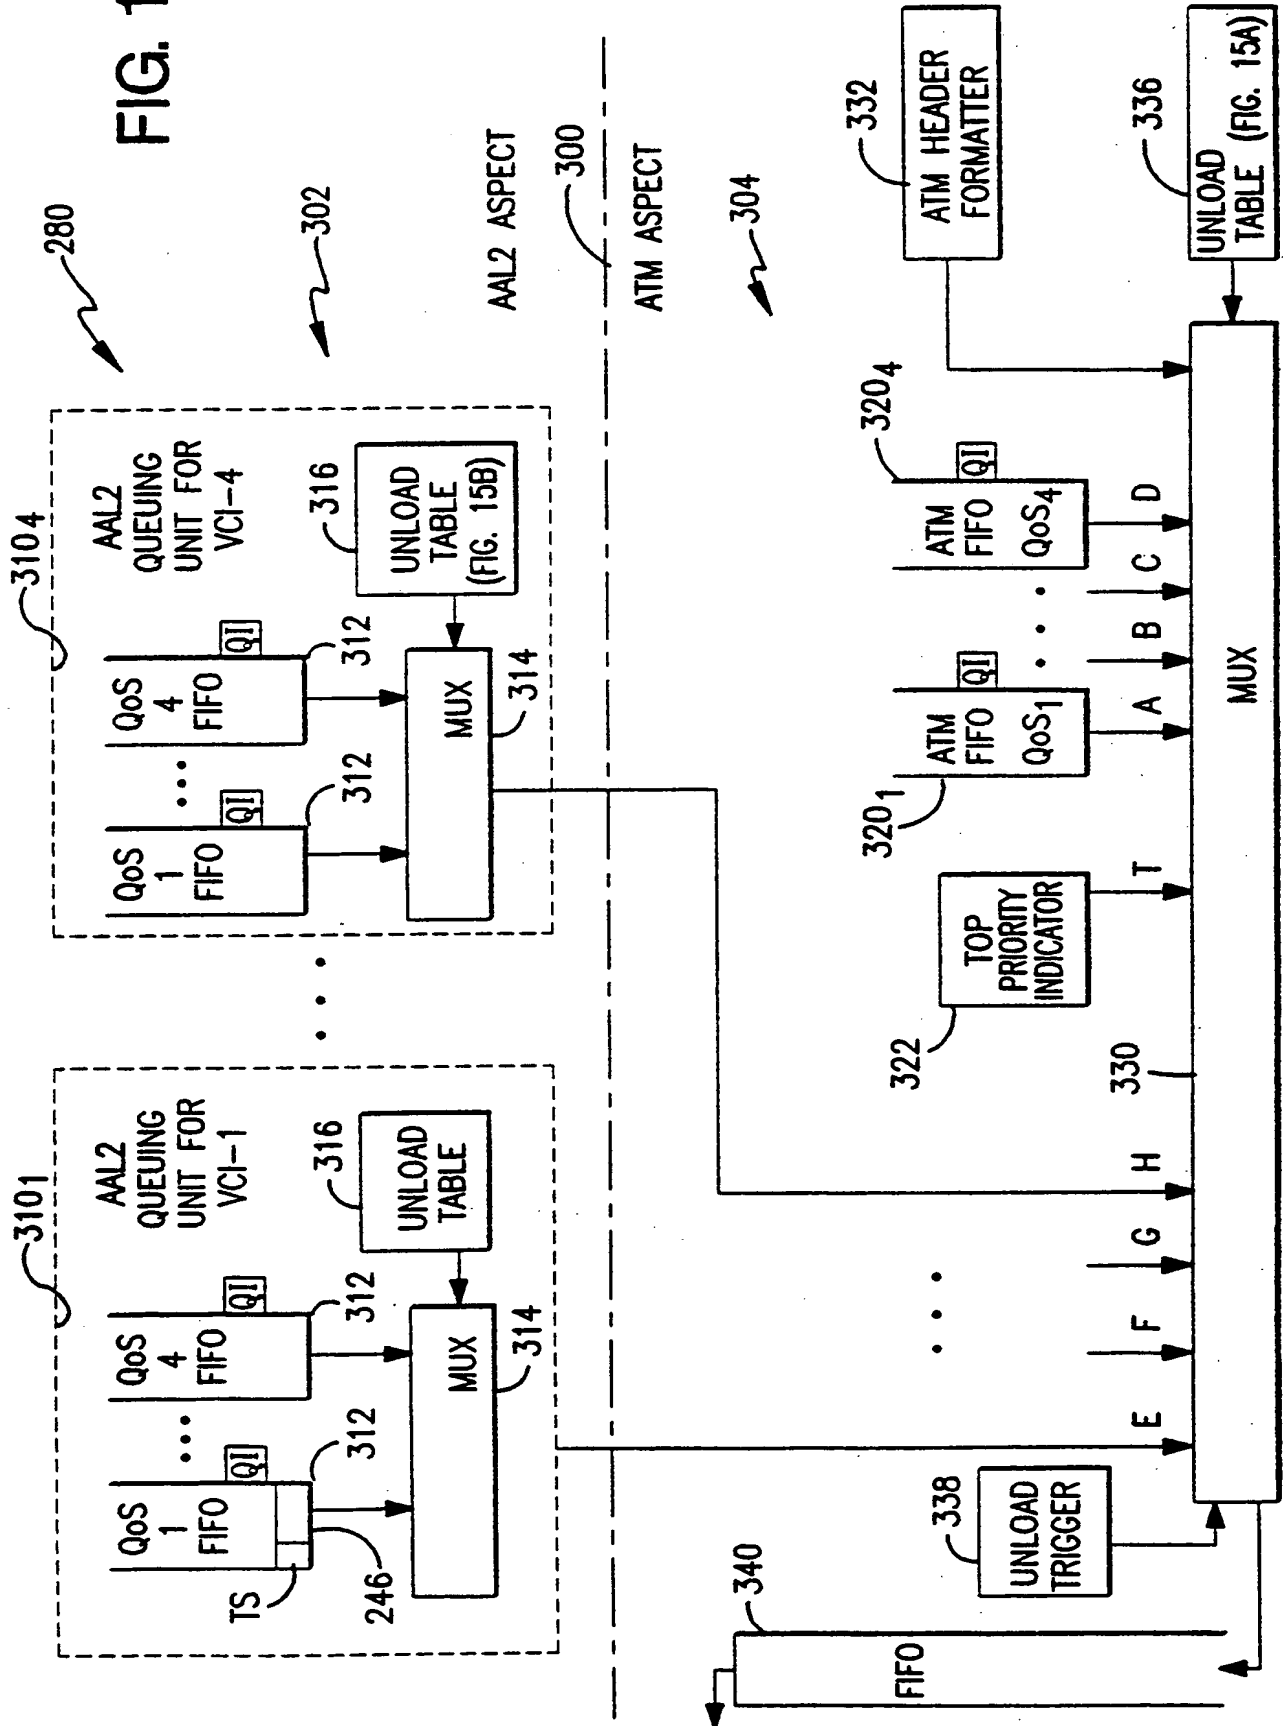 FIG. 1
280
302
AAL2 ASPECT
300
ATM ASPECT
304
3101
AAL2
QUEUING
UNIT FOR
VCI-1
QoS
1
FIFO
QI
TS
246
312
QoS
4
FIFO
QI
312
316
UNLOAD
TABLE
MUX
314
3104
AAL2
QUEUING
UNIT FOR
VCI-4
QoS
1
FIFO
QI
312
QoS
4
FIFO
QI
312
316
UNLOAD
TABLE
(FIG. 15B)
MUX
314
340
FIFO
338
UNLOAD
TRIGGER
E
F
G
H
322
TOP
PRIORITY
INDICATOR
T
3201
ATM
FIFO
QoS1
QI
A
B
C
3204
ATM
FIFO
QoS4
QI
D
332
ATM HEADER
FORMATTER
336
UNLOAD
TABLE (FIG. 15A)
330
MUX